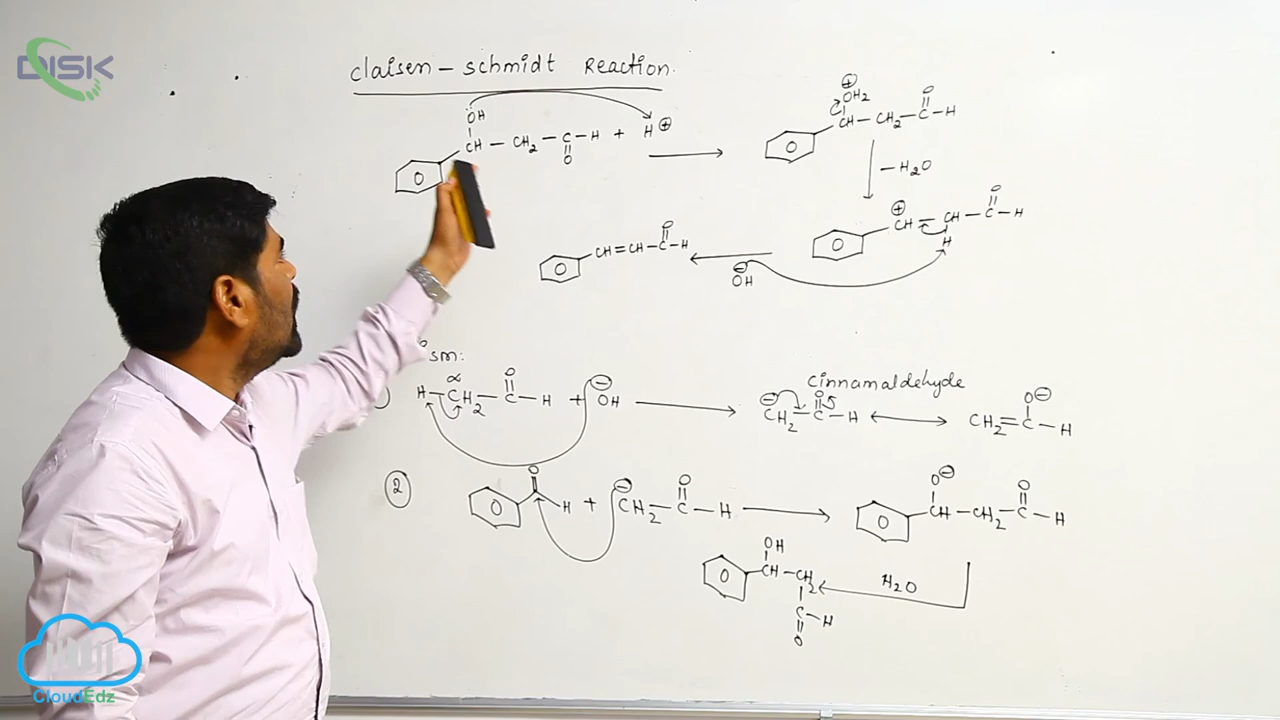 DISK
claisen - schmidt Reaction.
OH
CH - CH2 - C - H + H⊕
O
⊕
OH2
CH - CH2 - C - H
O
- H2O
⊕
CH = CH - C - H
O
H
CH = CH - C - H
O
⊖
OH
sm:
Cinnamaldehyde
H - CH2 - C - H + ⊖OH
α
O
⊖CH2 - C - H
O
CH2 = C - H
O⊖
2
O
H + ⊖CH2 - C - H
O
O⊖
CH - CH2 - C - H
O
OH
CH - CH2
C - H
O
H2O
CloudEdz